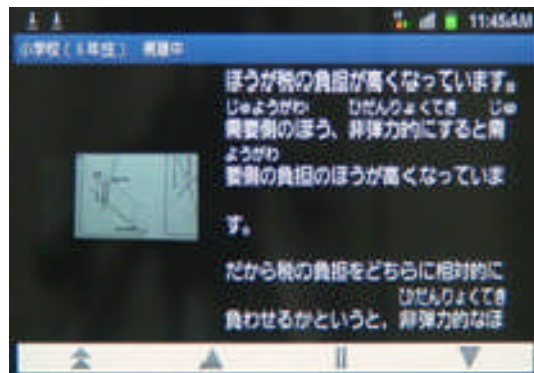 11:45AM
小学校(6年生) 視聴中
ほうが税の負担が高くなっています。
じゅようがわ ひだんりょくてき じゅ
需要側のほう、非弾力的にすると需
ようがわ
要側の負担のほうが高くなっていま
す。
だから税の負担をどちらに相対的に
ひだんりょくてき
負わせるかというと、非弾力的なほ